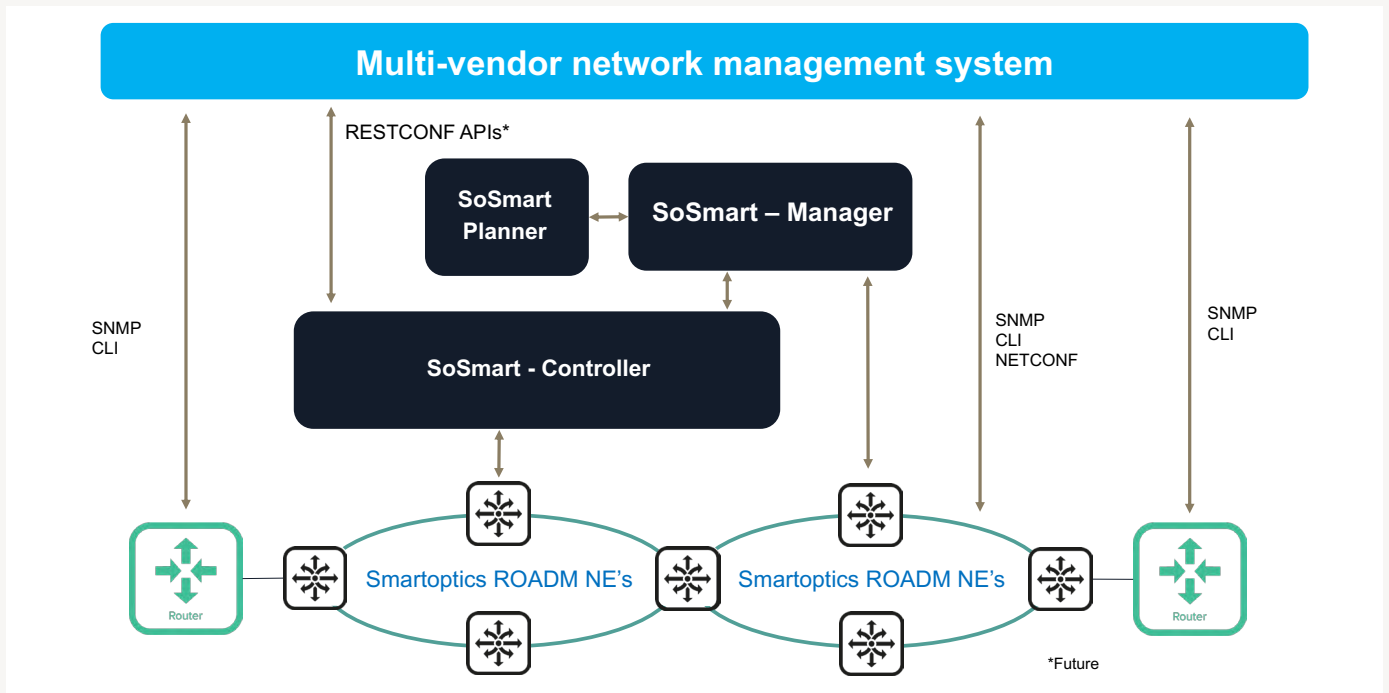 Multi-vendor network management system
RESTCONF APIs*
SoSmart
Planner
SoSmart – Manager
SNMP
CLI
SoSmart - Controller
SNMP
CLI
NETCONF
SNMP
CLI
Router
Smartoptics ROADM NE’s
Smartoptics ROADM NE’s
Router
*Future